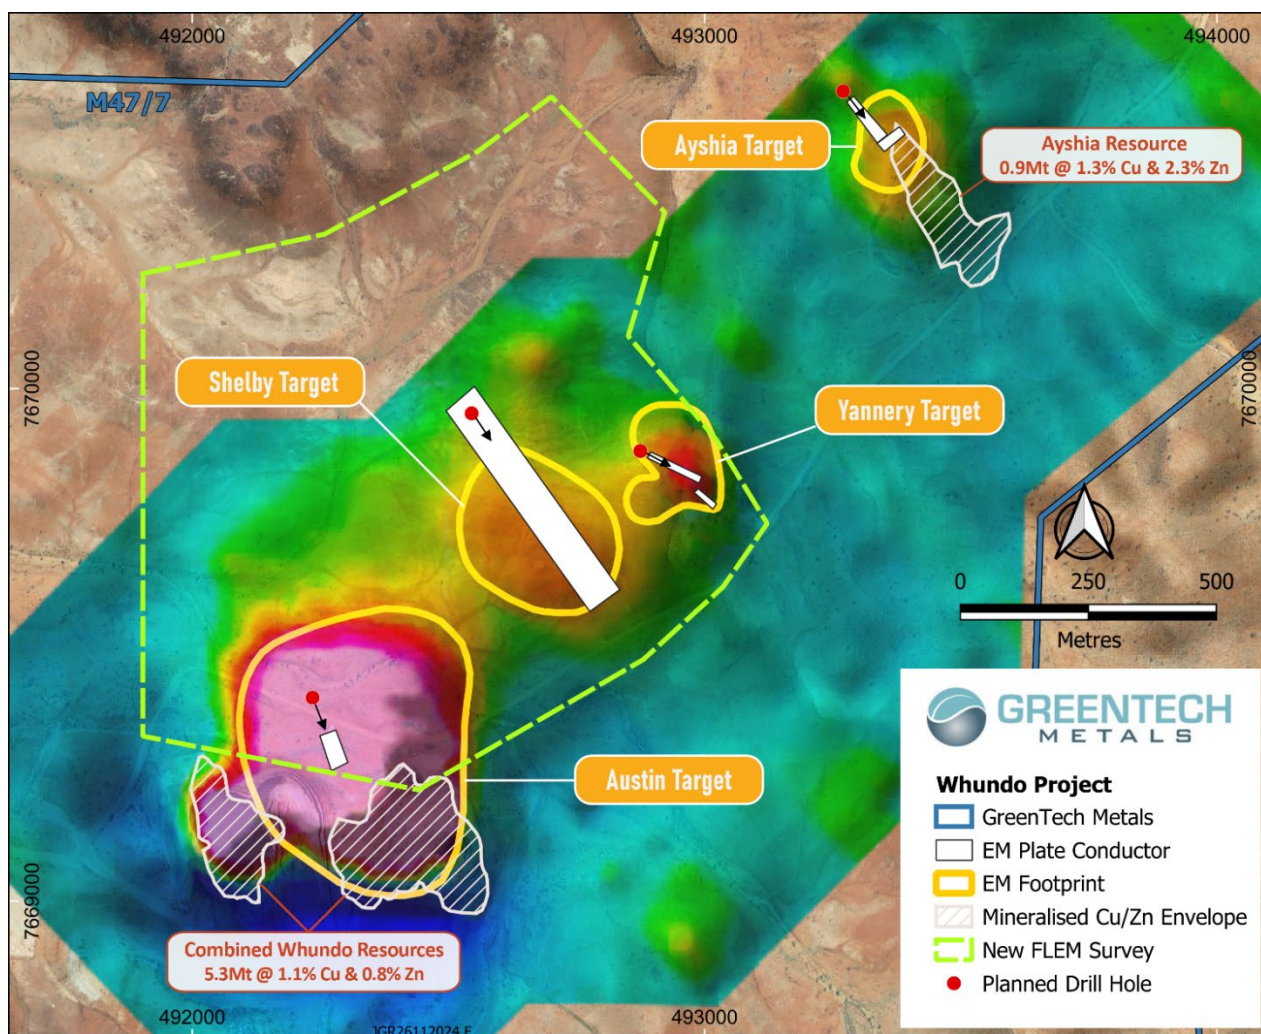 492000
493000
494000
M47/7
Ayshia Target
Ayshia Resource
0.9Mt @ 1.3% Cu & 2.3% Zn
7670000
7670000
Shelby Target
Yannery Target
0 250 500
Metres
Austin Target
7669000
Combined Whundo Resources
5.3Mt @ 1.1% Cu & 0.8% Zn
492000
493000
JGR26112024 F
GREENTECH
METALS
Whundo Project
GreenTech Metals
EM Plate Conductor
EM Footprint
Mineralised Cu/Zn Envelope
New FLEM Survey
Planned Drill Hole